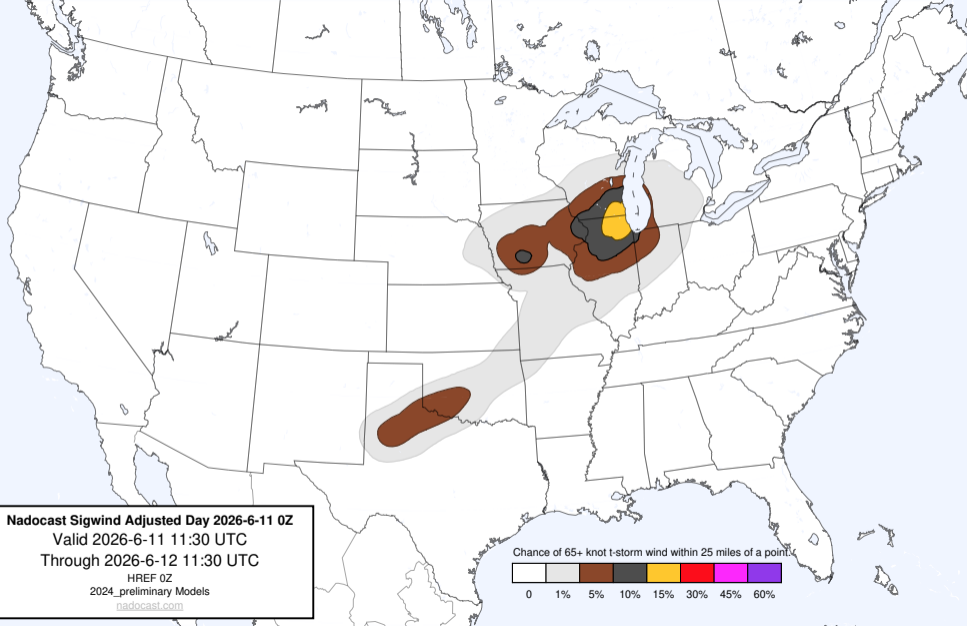 Nadocast Sigwind Adjusted Day 2026-6-11 0Z
Valid 2026-6-11 11:30 UTC
Through 2026-6-12 11:30 UTC
HREF 0Z
2024_preliminary Models
nadocast.com
Chance of 65+ knot t-storm wind within 25 miles of a point.
0 1% 5% 10% 15% 30% 45% 60%